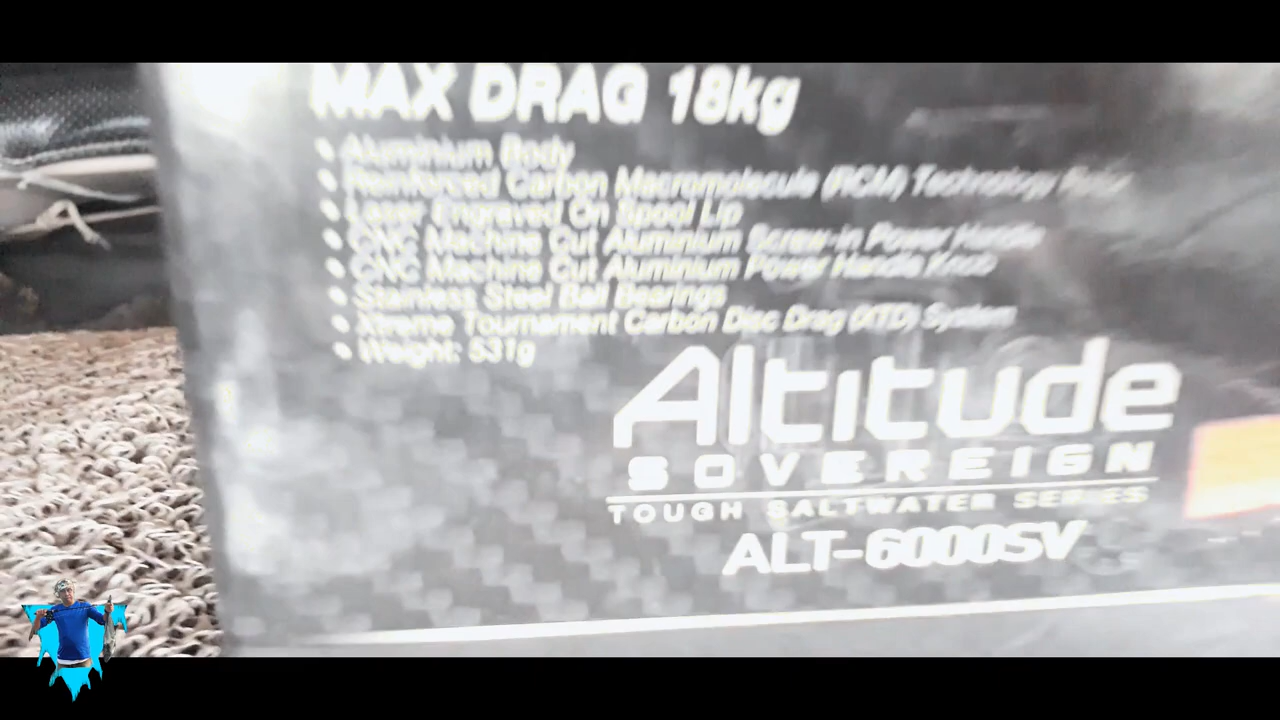 MAX DRAG 18kg
• Aluminium Body
• Reinforced Carbon Macromolecule (RCM) Technology Rotor
• Laser Engraved On Spool Lip
• CNC Machine Cut Aluminium Screw-in Power Handle
• CNC Machine Cut Aluminium Power Handle Knob
• Stainless Steel Ball Bearings
• Xtreme Tournament Carbon Disc Drag (XTD) System
• Weight: 531g
Altitude
SOVEREIGN
TOUGH SALTWATER SERIES
ALT-6000SV